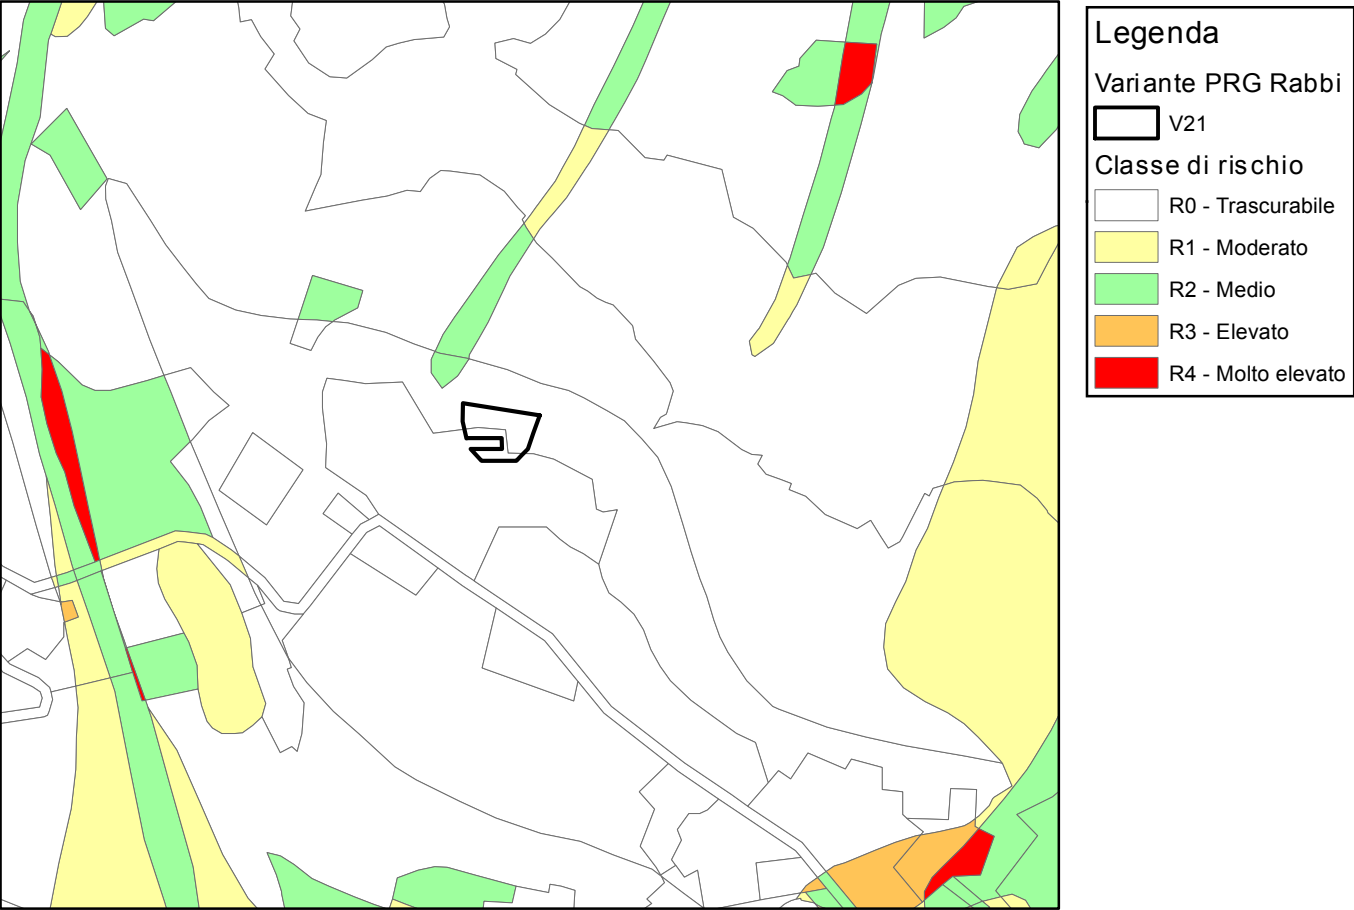 Legenda
Variante PRG Rabbi
V21
Classe di rischio
R0 - Trascurabile
R1 - Moderato
R2 - Medio
R3 - Elevato
R4 - Molto elevato